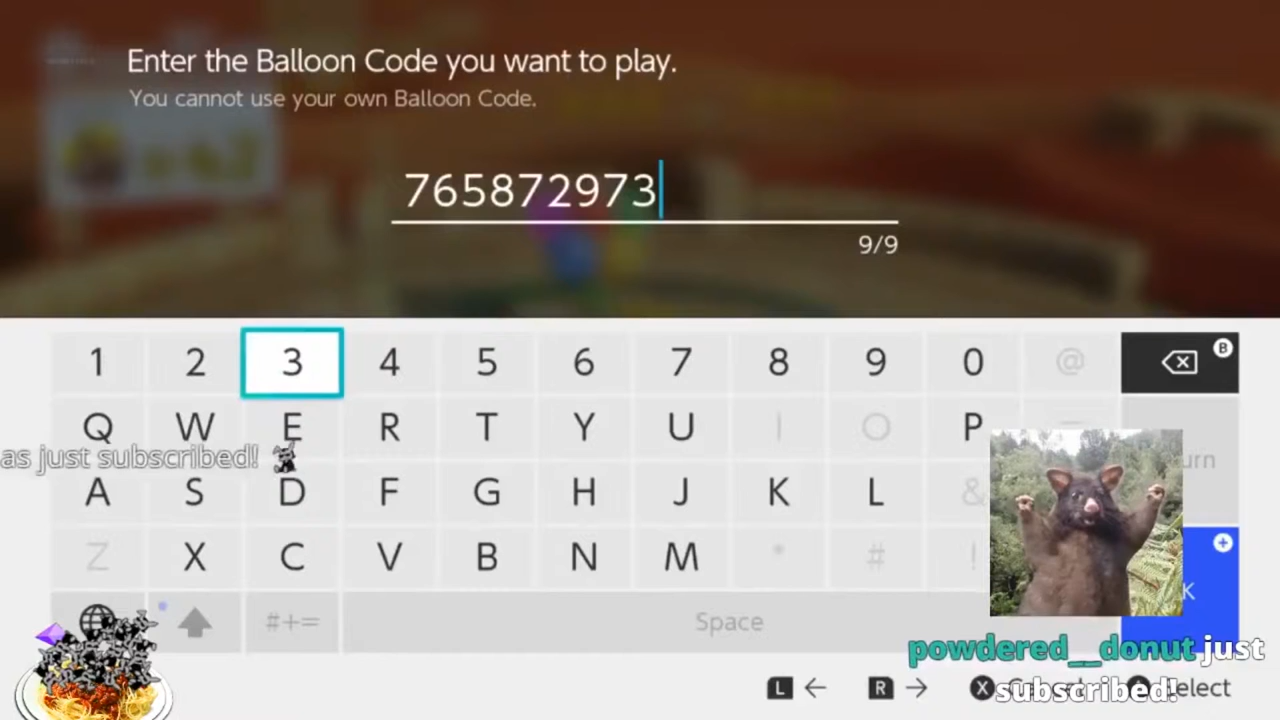 Enter the Balloon Code you want to play.
You cannot use your own Balloon Code.
765872973
9/9
1 2 3 4 5 6 7 8 9 0 @ B
Q W E R T Y U I O P
as just subscribed!
A S D F G H J K L &
Z X C V B N M * # ! +
#+= Space
powdered__donut just
subscribed!
L ← R → X